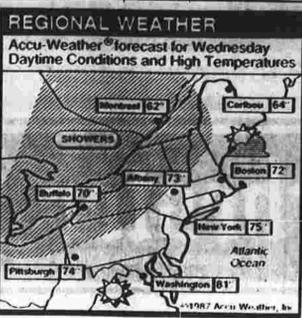 REGIONAL WEATHER
Accu-Weather® forecast for Wednesday
Daytime Conditions and High Temperatures
Montreal 62°
Caribou 64°
SHOWERS
Boston 72°
Albany 73°
Buffalo 70°
New York 75°
Atlantic
Ocean
Pittsburgh 74°
Washington 81°
©1987 Accu Weather, Inc